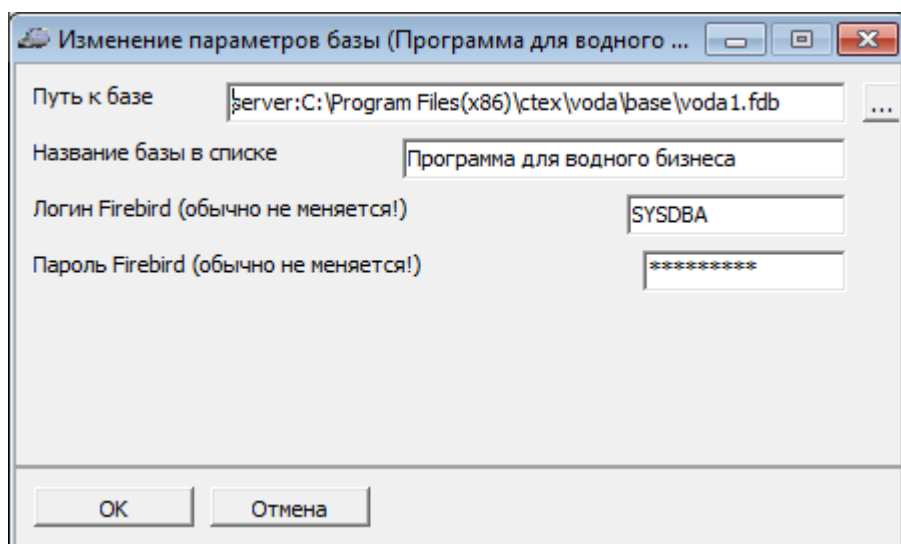 Изменение параметров базы (Программа для водного ...
Путь к базе server:C:\Program Files(x86)\ctex\voda\base\voda1.fdb ...
Название базы в списке Программа для водного бизнеса
Логин Firebird (обычно не меняется!) SYSDBA
Пароль Firebird (обычно не меняется!) *********
OK Отмена